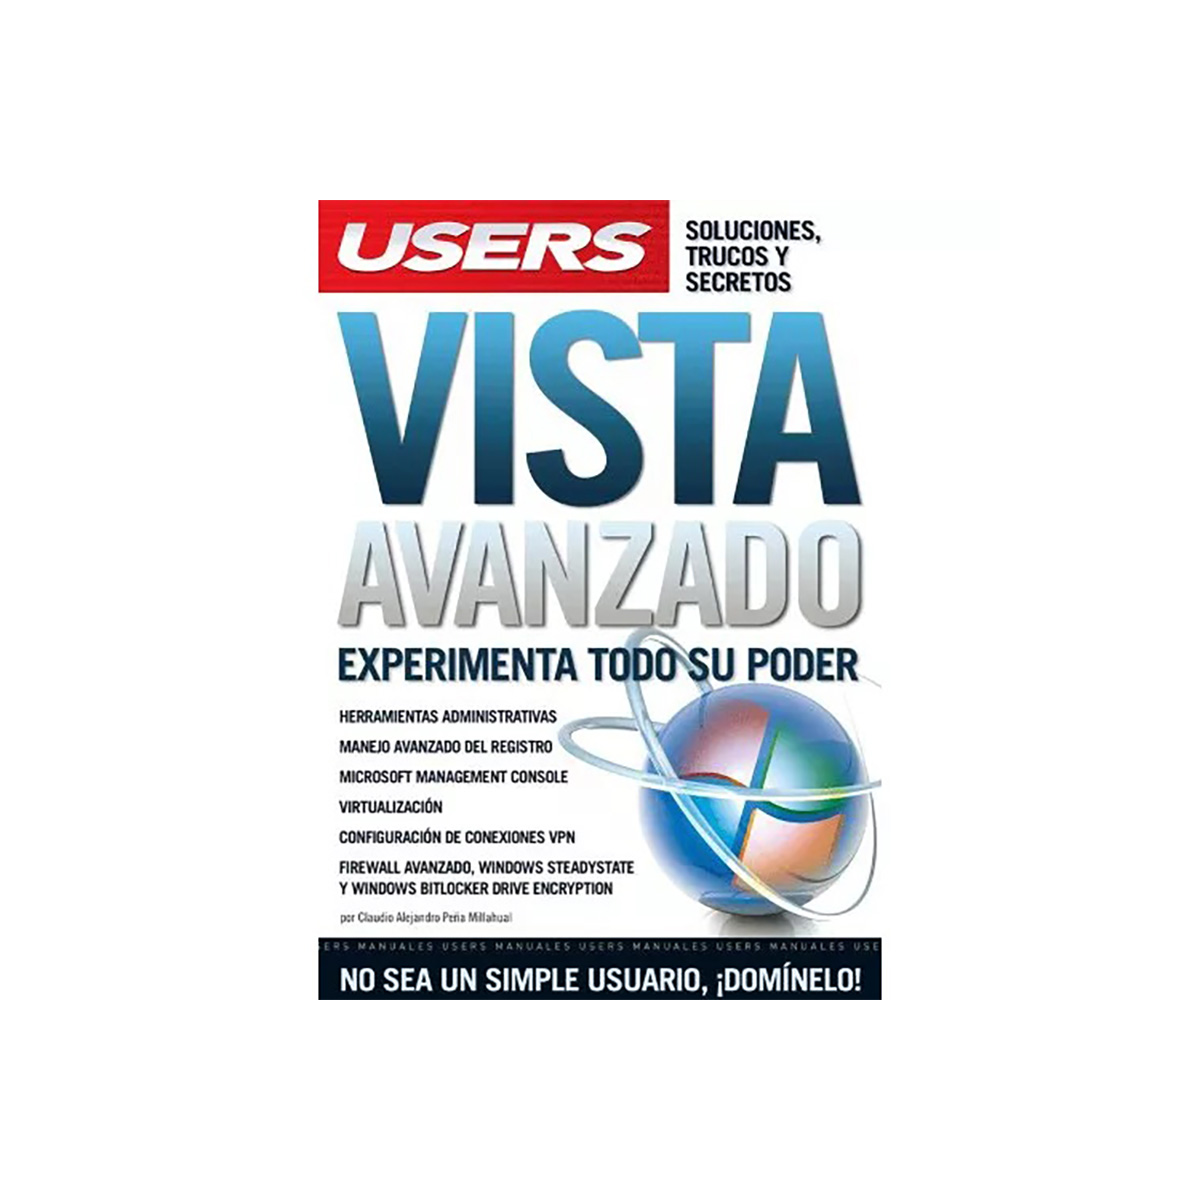 USERS
SOLUCIONES,
TRUCOS Y
SECRETOS
VISTA
AVANZADO
EXPERIMENTA TODO SU PODER
HERRAMIENTAS ADMINISTRATIVAS
MANEJO AVANZADO DEL REGISTRO
MICROSOFT MANAGEMENT CONSOLE
VIRTUALIZACIÓN
CONFIGURACIÓN DE CONEXIONES VPN
FIREWALL AVANZADO, WINDOWS STEADYSTATE
Y WINDOWS BITLOCKER DRIVE ENCRYPTION
por Claudio Alejandro Peña Millahual
ERS MANUALES USERS MANUALES USERS MANUALES USERS MANUALES USE
NO SEA UN SIMPLE USUARIO, ¡DOMÍNELO!